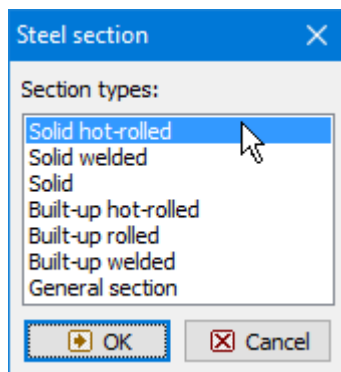 Steel section
Section types:
Solid hot-rolled
Solid welded
Solid
Built-up hot-rolled
Built-up rolled
Built-up welded
General section
OK Cancel